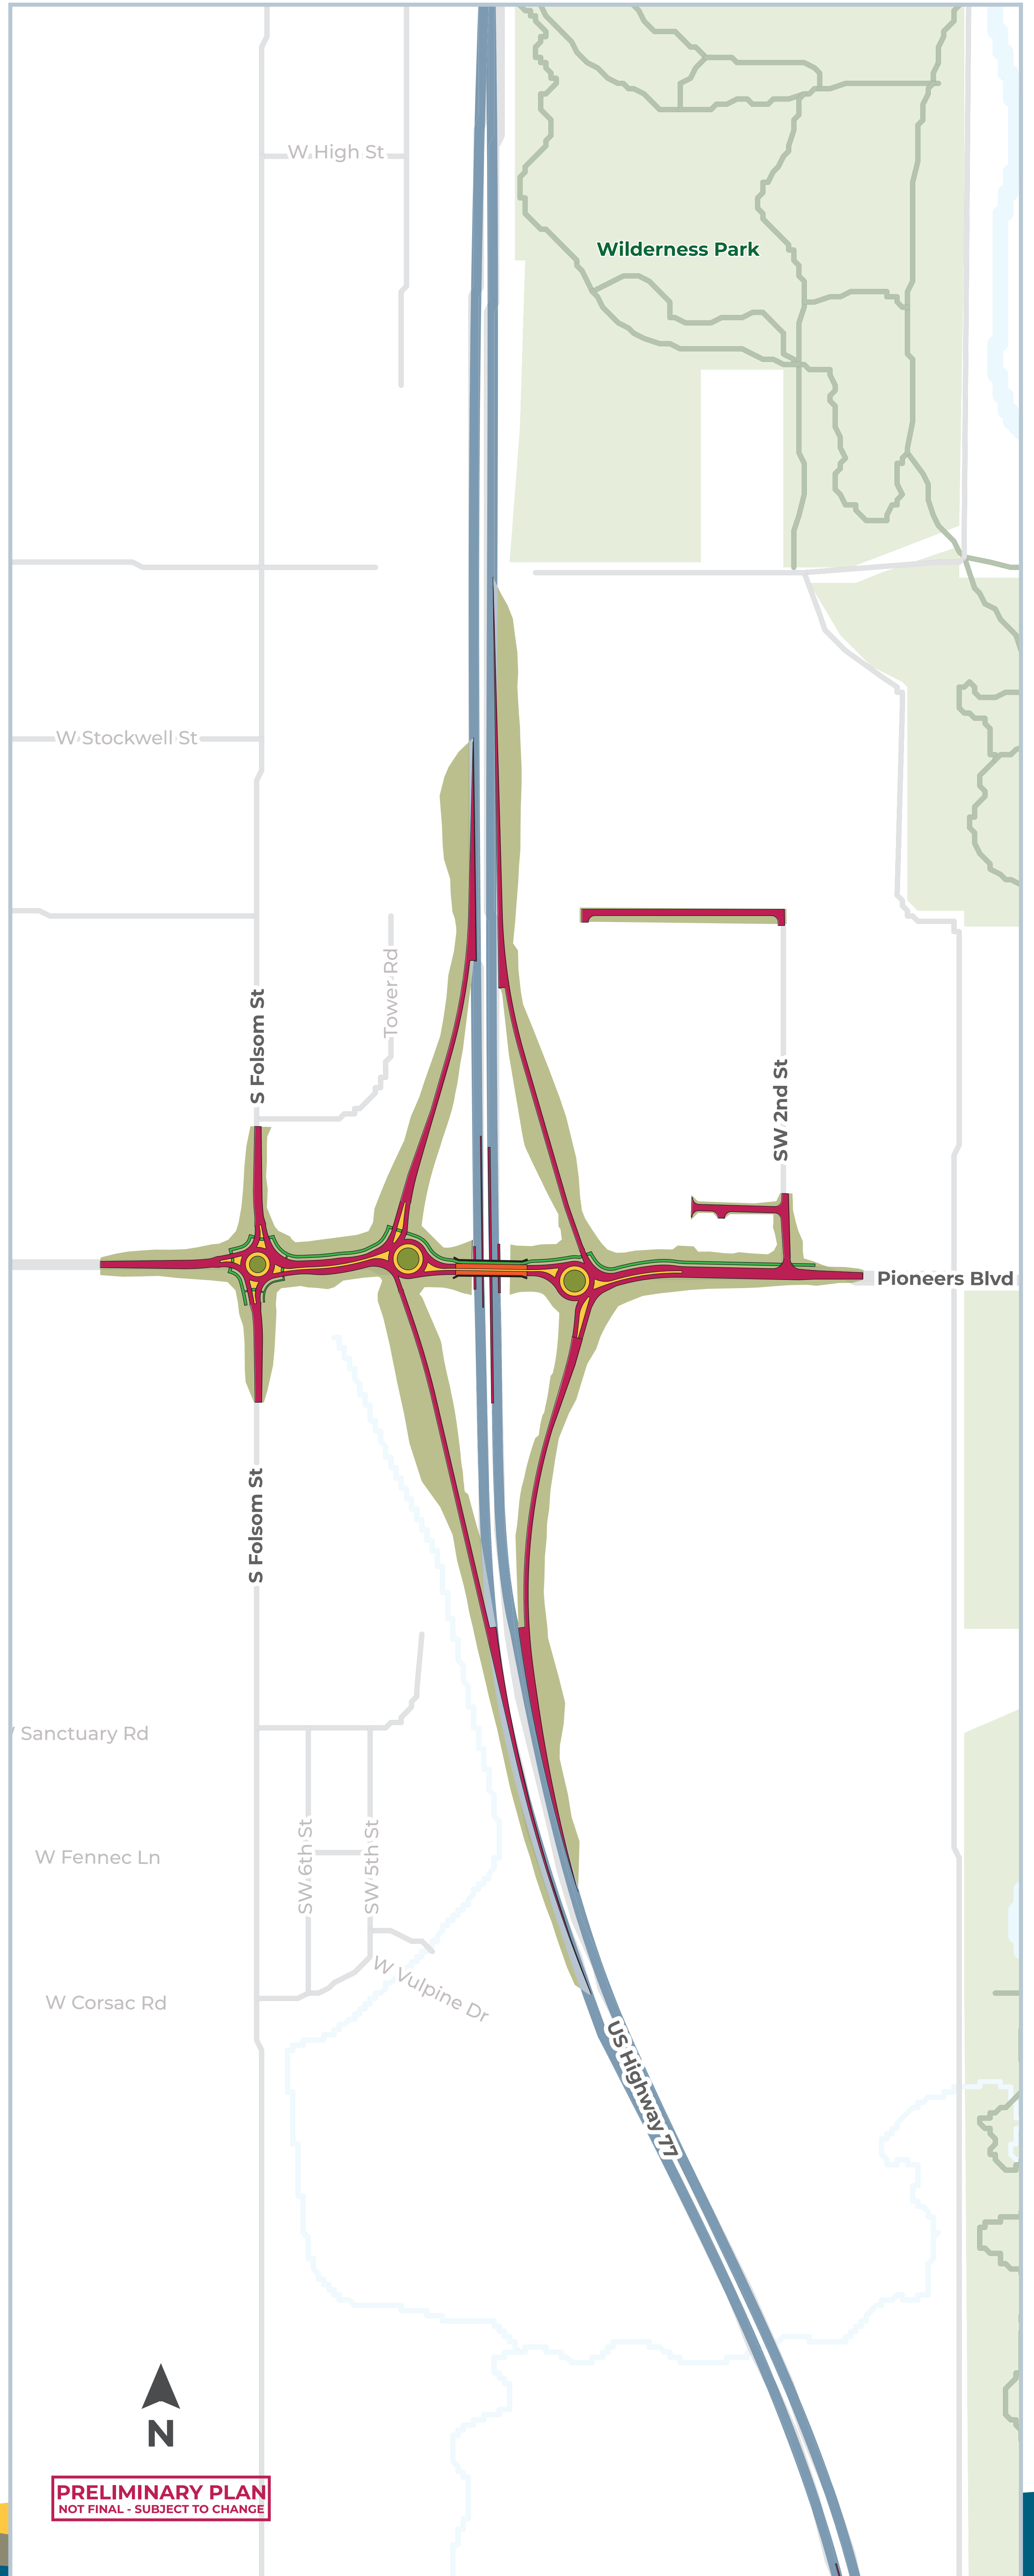 W High St
Wilderness Park
W Stockwell St
Tower Rd
S Folsom St
SW 2nd St
Pioneers Blvd
S Folsom St
Sanctuary Rd
SW 6th St
SW 5th St
W Fennec Ln
W Vulpine Dr
W Corsac Rd
US Highway 77
N
PRELIMINARY PLAN
NOT FINAL - SUBJECT TO CHANGE